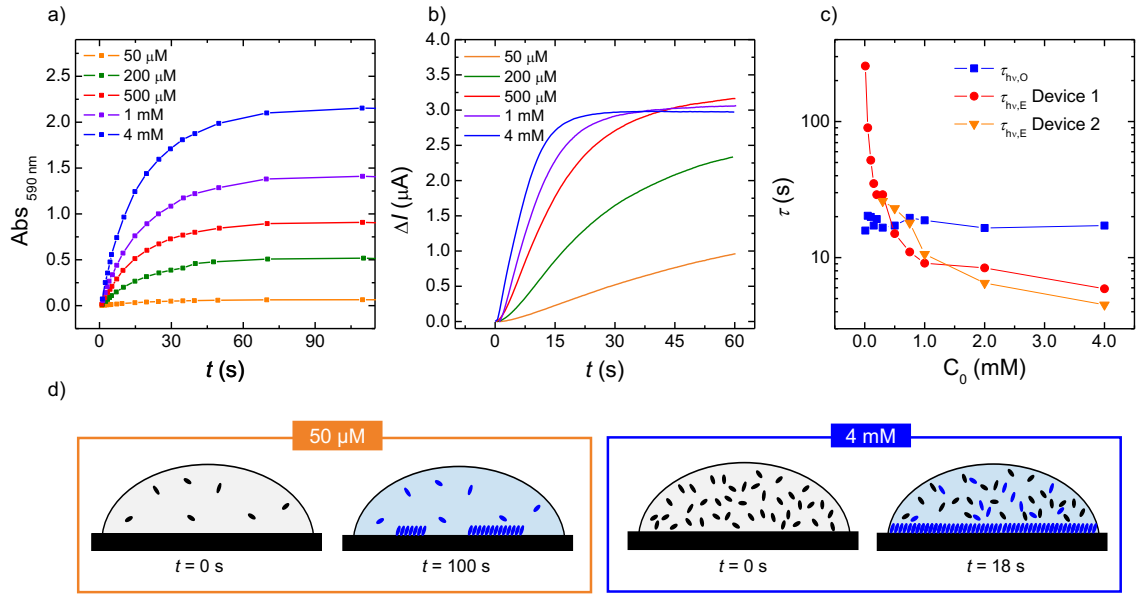 a)
b)
c)
50 μM
200 μM
500 μM
1 mM
4 mM
Abs 590 nm
0.0
0.5
1.0
1.5
2.0
2.5
0
30
60
90
t (s)
50 μM
200 μM
500 μM
1 mM
4 mM
ΔI (μA)
0.0
0.5
1.0
1.5
2.0
2.5
3.0
3.5
4.0
0
15
30
45
60
t (s)
τhν,O
τhν,E Device 1
τhν,E Device 2
τ (s)
100
10
0.0
1.0
2.0
3.0
4.0
C0 (mM)
d)
50 μM
t = 0 s
t = 100 s
4 mM
t = 0 s
t = 18 s